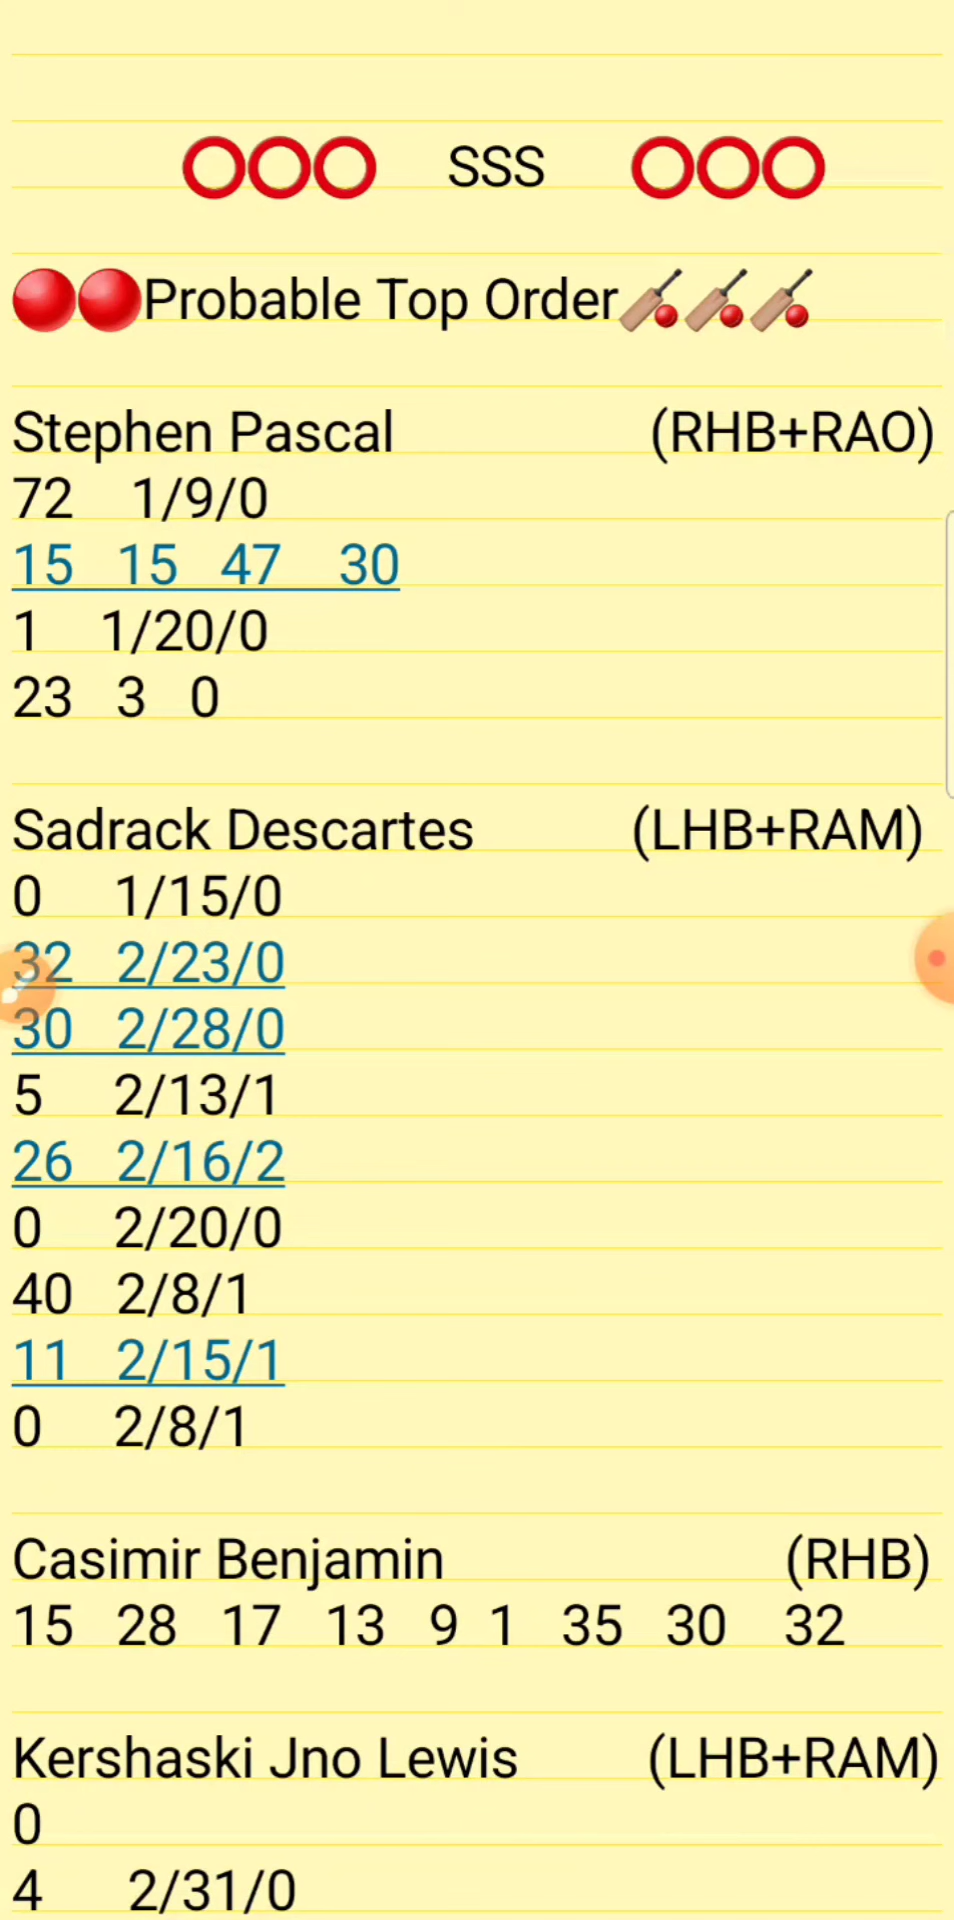 ⭕⭕⭕ SSS ⭕⭕⭕
🔴🔴Probable Top Order🏏🏏🏏
Stephen Pascal (RHB+RAO)
72 1/9/0
15 15 47 30
1 1/20/0
23 3 0
Sadrack Descartes (LHB+RAM)
0 1/15/0
32 2/23/0
30 2/28/0
5 2/13/1
26 2/16/2
0 2/20/0
40 2/8/1
11 2/15/1
0 2/8/1
Casimir Benjamin (RHB)
15 28 17 13 9 1 35 30 32
Kershaski Jno Lewis (LHB+RAM)
0
4 2/31/0